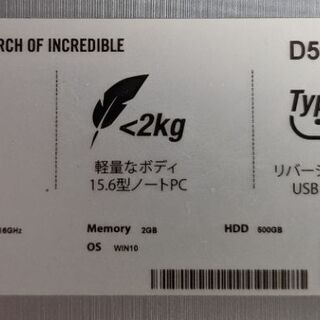 RCH OF INCREDIBLE
D5
<2kg
Typ
軽量なボディ
15.6型ノートPC
リバーシ
USB
16GHz
Memory 2GB
HDD 500GB
OS WIN10